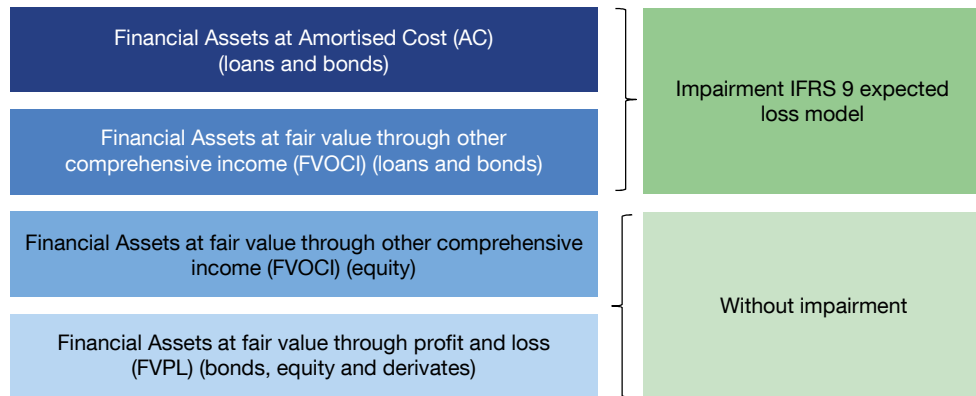 Financial Assets at Amortised Cost (AC)
(loans and bonds)
Financial Assets at fair value through other
comprehensive income (FVOCI) (loans and bonds)
Impairment IFRS 9 expected
loss model
Financial Assets at fair value through other comprehensive
income (FVOCI) (equity)
Financial Assets at fair value through profit and loss
(FVPL) (bonds, equity and derivates)
Without impairment